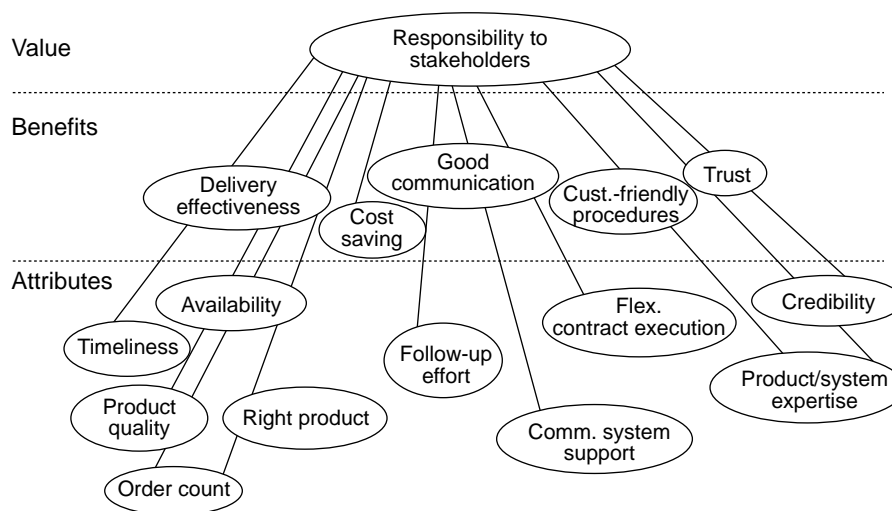 Value
Responsibility to
stakeholders
Benefits
Delivery
effectiveness
Cost
saving
Good
communication
Cust.-friendly
procedures
Trust
Attributes
Timeliness
Availability
Product
quality
Order count
Right product
Follow-up
effort
Comm. system
support
Flex.
contract execution
Credibility
Product/system
expertise